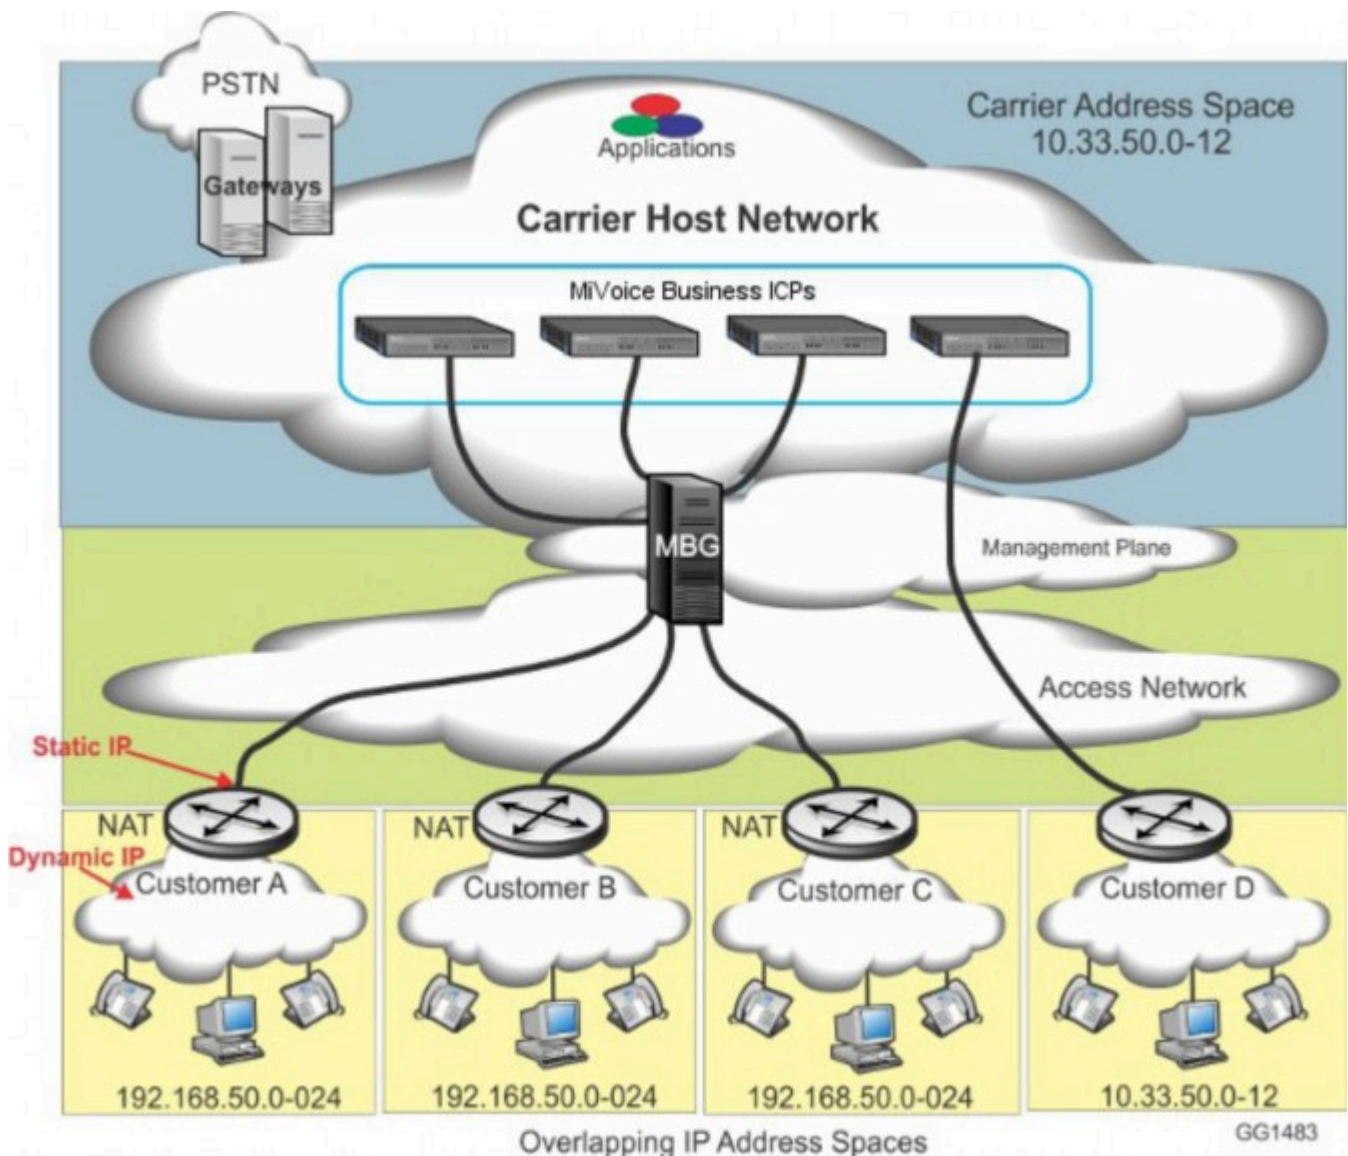 PSTN
Gateways
Applications
Carrier Address Space
10.33.50.0-12
Carrier Host Network
MiVoice Business ICPs
MBG
Management Plane
Access Network
Static IP
NAT
NAT
NAT
Dynamic IP
Customer A
Customer B
Customer C
Customer D
192.168.50.0-024
192.168.50.0-024
192.168.50.0-024
10.33.50.0-12
Overlapping IP Address Spaces
GG1483